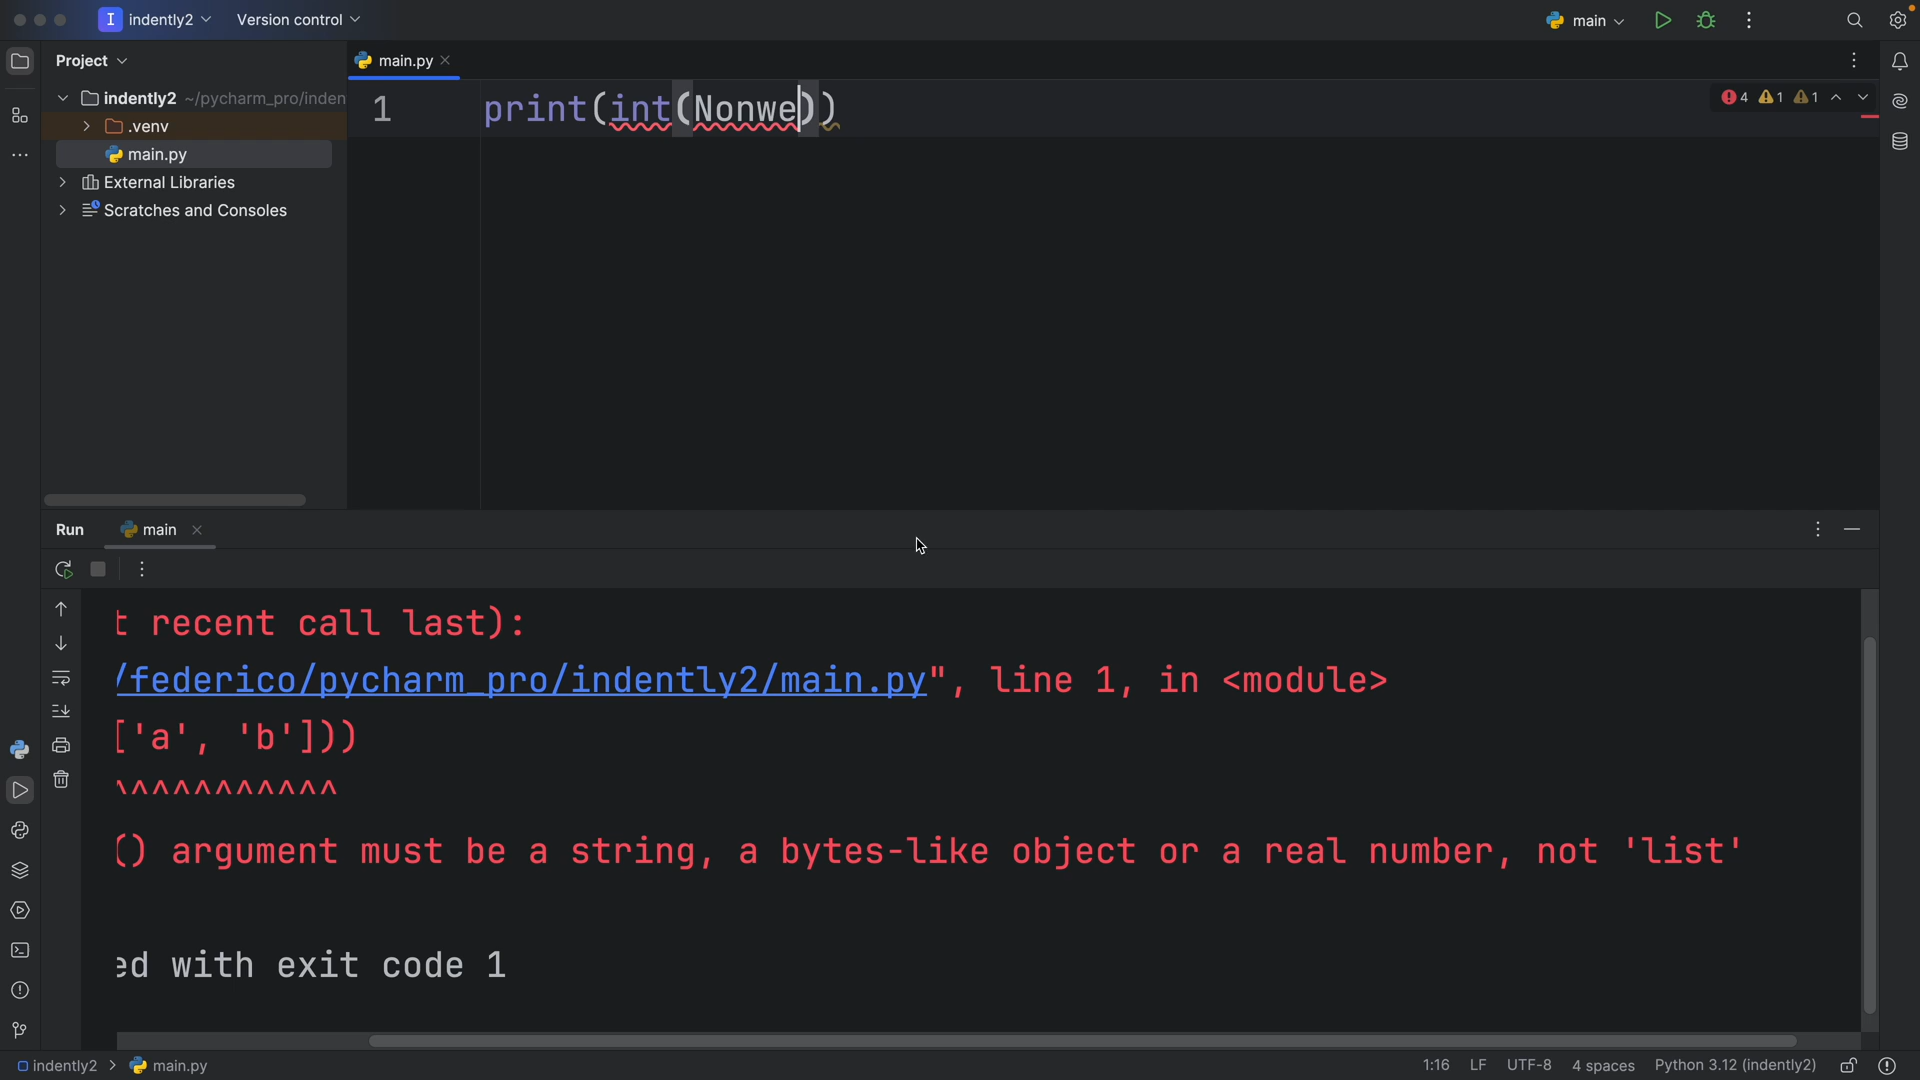 I indently2 Version control main
Project main.py
indently2 ~/pycharm_pro/inden
.venv
main.py
External Libraries
Scratches and Consoles
1 print(int(Nonwe))
4 1 1
Run main
t recent call last):
/federico/pycharm_pro/indently2/main.py", line 1, in <module>
['a', 'b']))
^^^^^^^^^^^
() argument must be a string, a bytes-like object or a real number, not 'list'
ed with exit code 1
indently2 > main.py 1:16 LF UTF-8 4 spaces Python 3.12 (indently2)